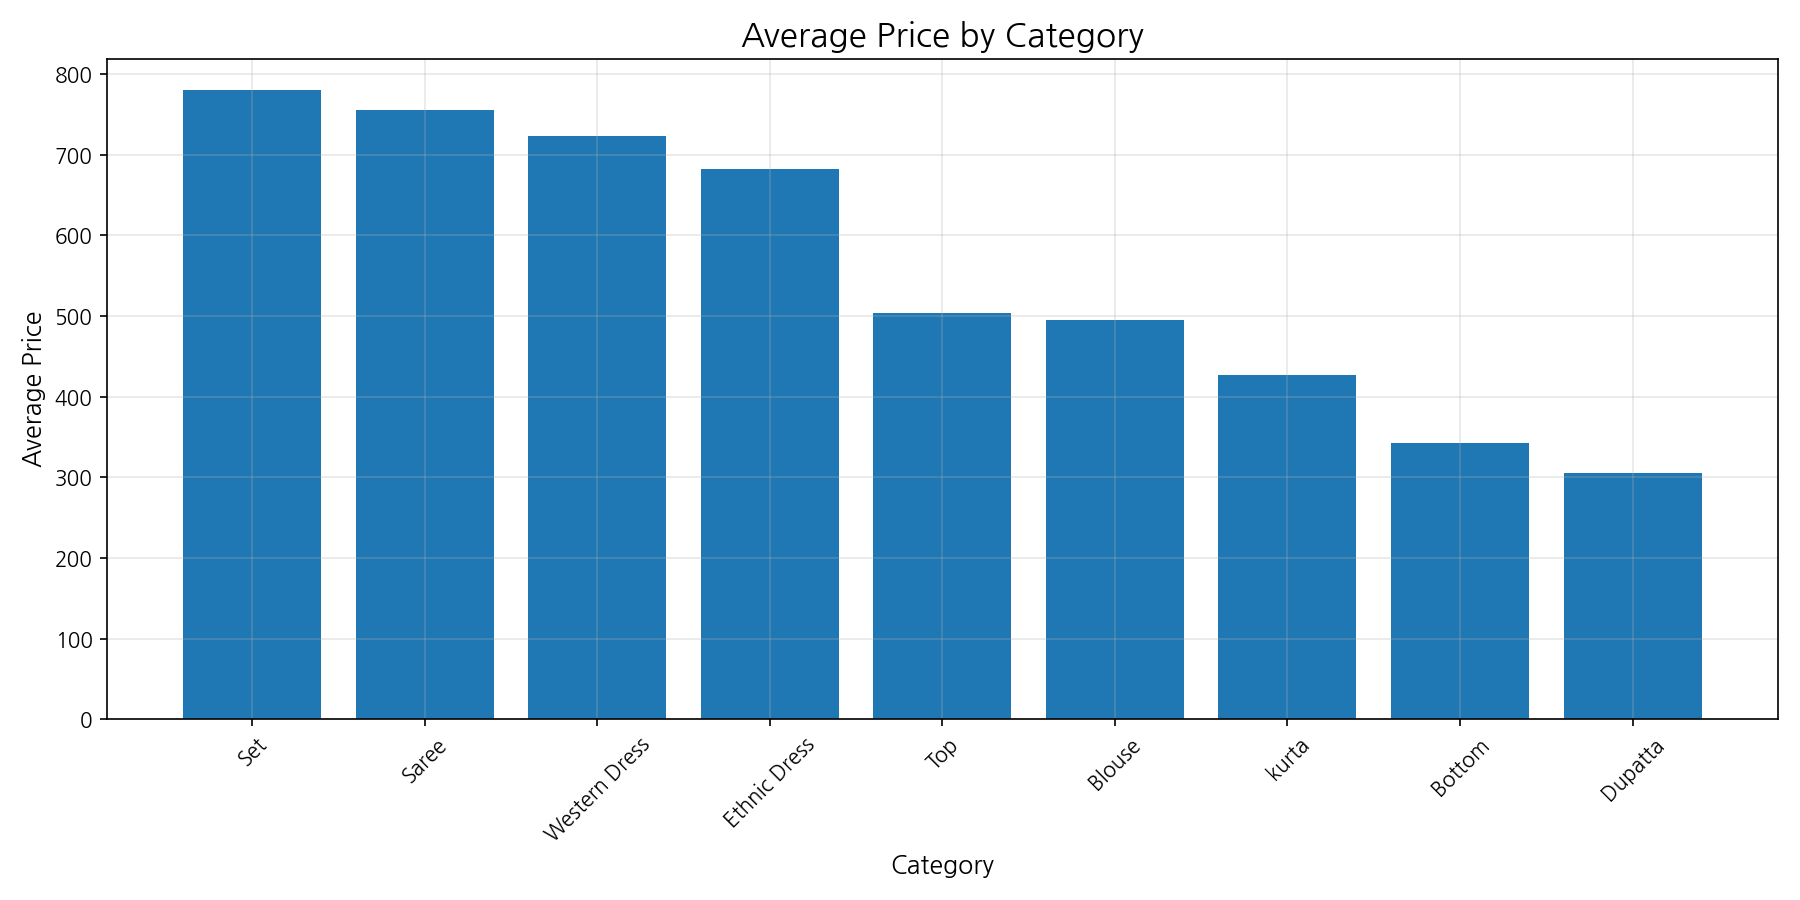 Average Price by Category
Average Price
800
700
600
500
400
300
200
100
0
Set
Saree
Western Dress
Ethnic Dress
Top
Blouse
kurta
Bottom
Dupatta
Category